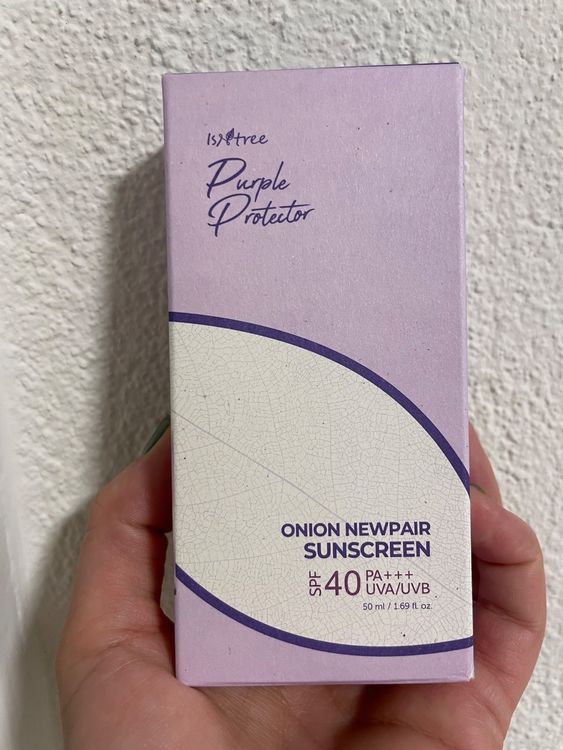 Isntree
Purple
Protector
ONION NEWPAIR
SUNSCREEN
SPF 40 PA+++
UVA/UVB
50 ml / 1.69 fl. oz.